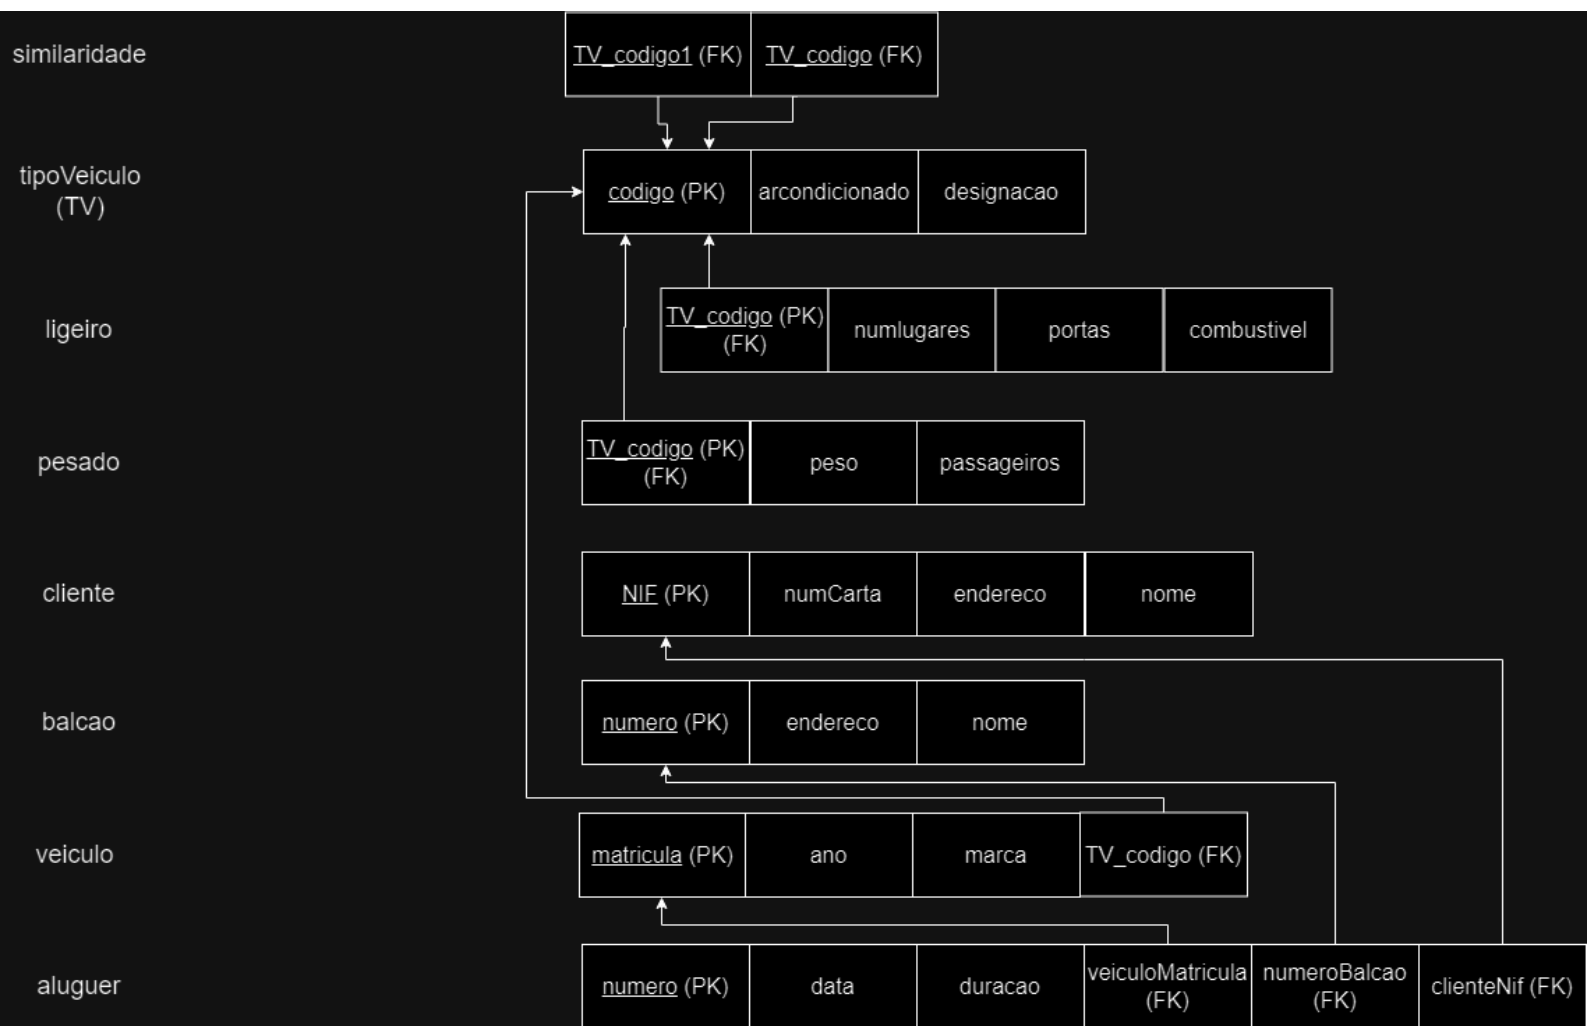 similaridade
TV_codigo1 (FK) TV_codigo (FK)
tipoVeiculo
(TV)
codigo (PK) arcondicionado designacao
ligeiro
TV_codigo (PK)
(FK)
numlugares portas combustivel
pesado
TV_codigo (PK)
(FK)
peso passageiros
cliente
NIF (PK) numCarta endereco nome
balcao
numero (PK) endereco nome
veiculo
matricula (PK) ano marca TV_codigo (FK)
aluguer
numero (PK) data duracao
veiculoMatricula
(FK)
numeroBalcao
(FK)
clienteNif (FK)